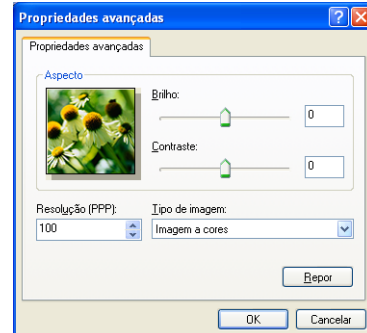 Propriedades avançadas
Propriedades avançadas
Aspecto
Brilho:
0
Contraste:
0
Resolução (PPP):
Tipo de imagem:
100
Imagem a cores
Repor
OK
Cancelar